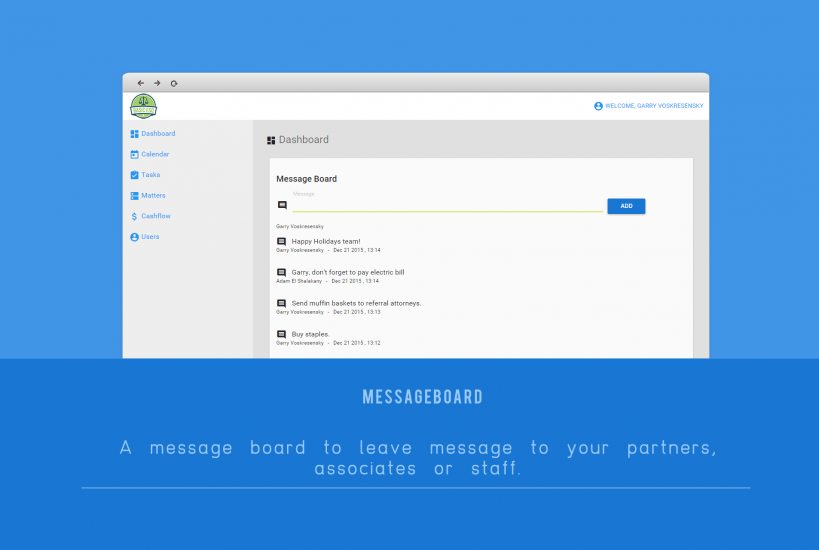 WELCOME, GARRY VOSKRESENSKY
Dashboard
Calendar
Tasks
Matters
Cashflow
Users
Dashboard
Message Board
Message
ADD
Garry Voskresensky
Happy Holidays team!
Garry Voskresensky - Dec 21 2015 , 13:14
Garry, don't forget to pay electric bill
Adam El Shalakany - Dec 21 2015 , 13:14
Send muffin baskets to referral attorneys.
Garry Voskresensky - Dec 21 2015 , 13:13
Buy staples.
Garry Voskresensky - Dec 21 2015 , 13:12
MESSAGEBOARD
A message board to leave message to your partners,
associates or staff.